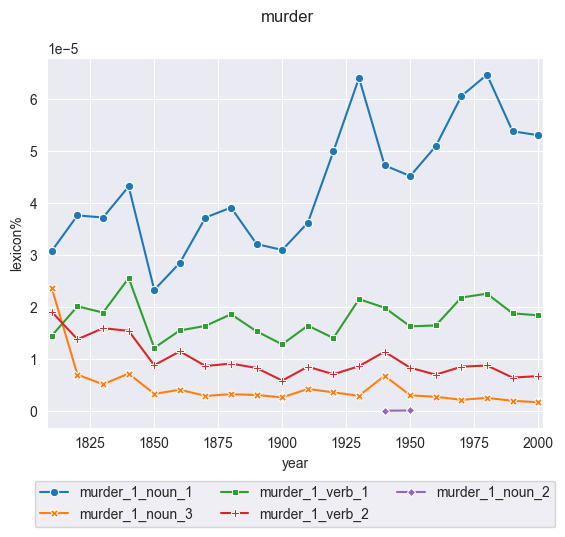 murder
1e−5
6
5
4
3
2
1
0
lexicon%
1825 1850 1875 1900 1925 1950 1975 2000
year
murder_1_noun_1 murder_1_verb_1 murder_1_noun_2
murder_1_noun_3 murder_1_verb_2